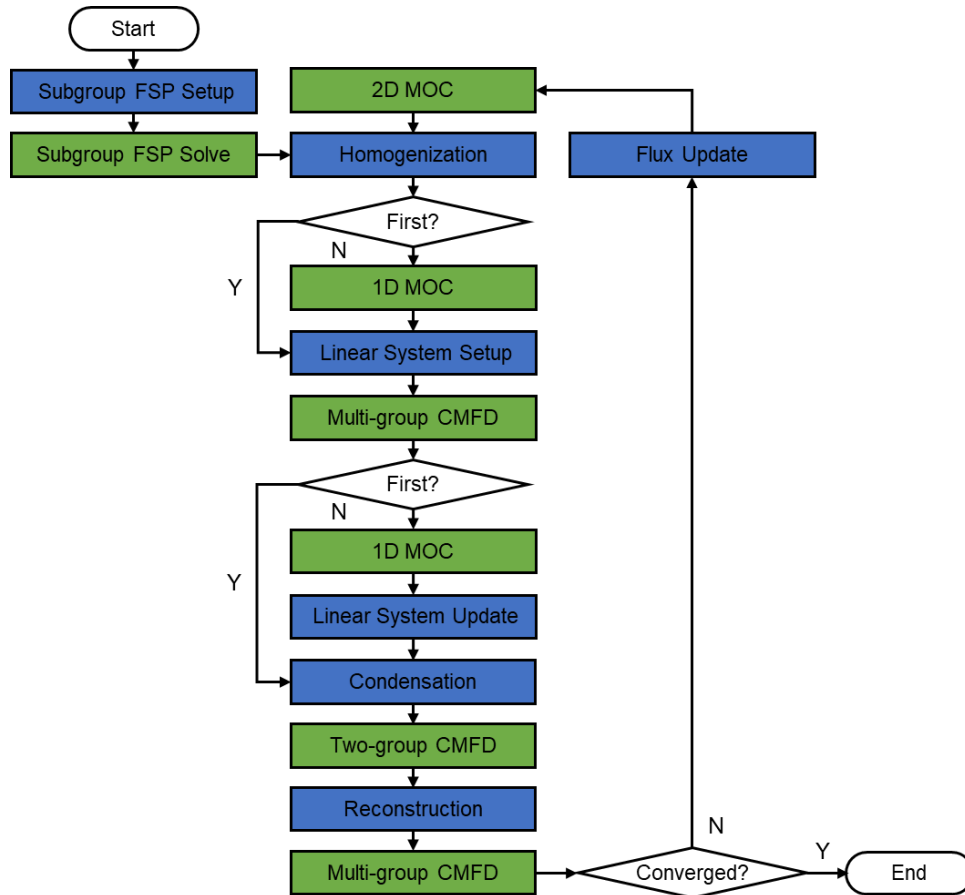 Start
Subgroup FSP Setup
Subgroup FSP Solve
2D MOC
Homogenization
Flux Update
First?
N
Y
1D MOC
Linear System Setup
Multi-group CMFD
First?
N
Y
1D MOC
Linear System Update
Condensation
Two-group CMFD
Reconstruction
Multi-group CMFD
Converged?
N
Y
End